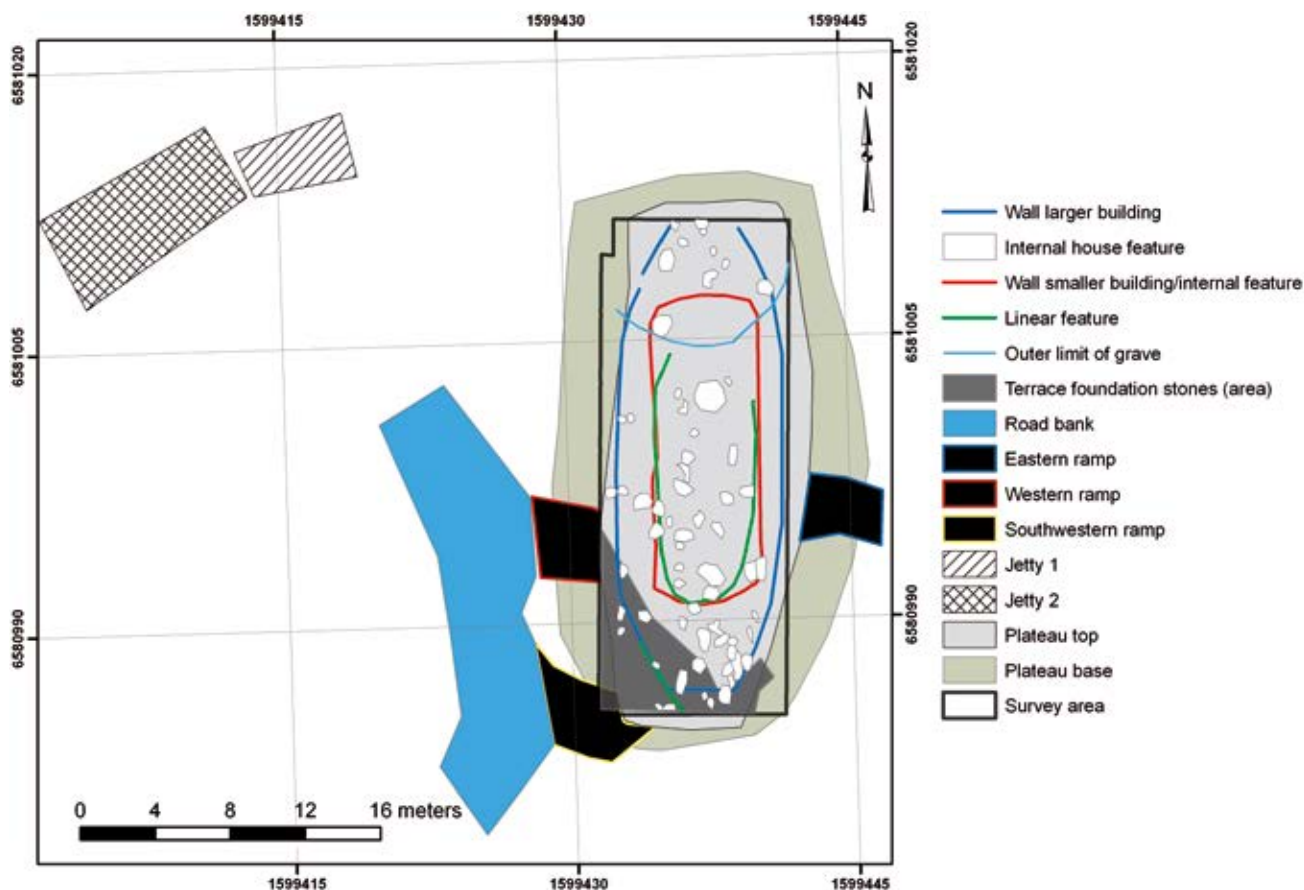 1599415 1599430 1599445
6581020 6581020
N
6581005 6581005
6580990 6580990
0 4 8 12 16 meters
1599415 1599430 1599445
Wall larger building
Internal house feature
Wall smaller building/internal feature
Linear feature
Outer limit of grave
Terrace foundation stones (area)
Road bank
Eastern ramp
Western ramp
Southwestern ramp
Jetty 1
Jetty 2
Plateau top
Plateau base
Survey area